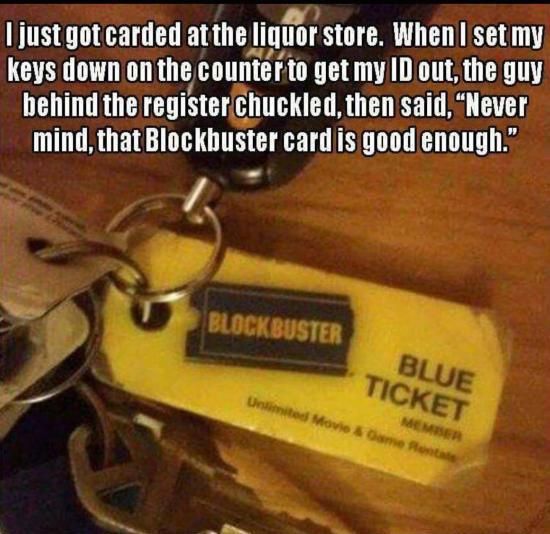 I just got carded at the liquor store. When I set my
keys down on the counter to get my ID out, the guy
behind the register chuckled, then said, “Never
mind, that Blockbuster card is good enough.”
BLOCKBUSTER
BLUE
TICKET
MEMBER
Unlimited Movie & Game Rentals